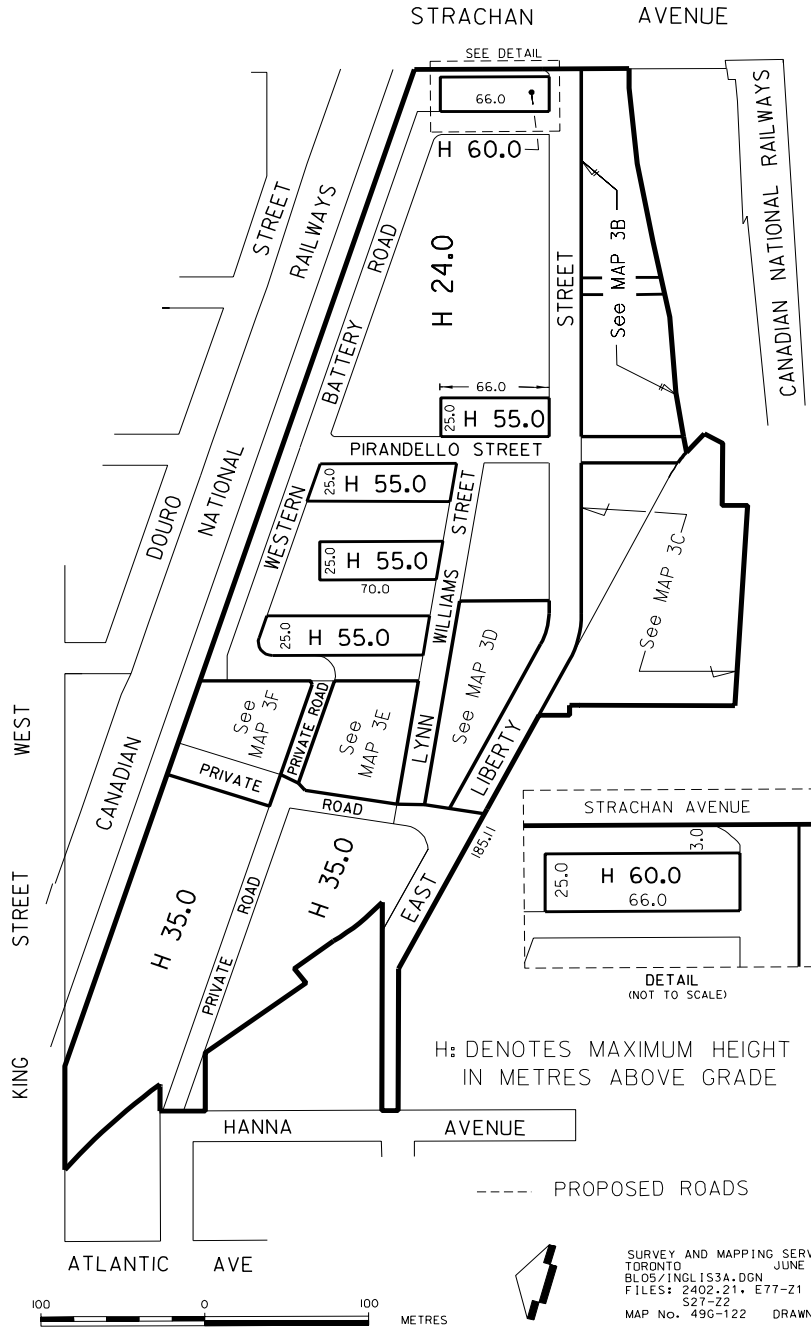 STRACHAN AVENUE
SEE DETAIL
66.0
H 60.0
STREET
RAILWAYS
ROAD
H 24.0
STREET
See MAP 3B
CANADIAN NATIONAL RAILWAYS
BATTERY
66.0
25.0
H 55.0
PIRANDELLO STREET
25.0
H 55.0
STREET
NATIONAL
WESTERN
DOURO
25.0
H 55.0
70.0
See MAP 3C
WILLIAMS
25.0
H 55.0
See MAP 3D
See
MAP 3F
PRIVATE ROAD
See
MAP 3E
LYNN
LIBERTY
WEST
CANADIAN
PRIVATE
ROAD
185.11
STRACHAN AVENUE
3.0
25.0
H 60.0
66.0
DETAIL
(NOT TO SCALE)
H 35.0
ROAD
H 35.0
EAST
STREET
PRIVATE
KING
H: DENOTES MAXIMUM HEIGHT
IN METRES ABOVE GRADE
HANNA AVENUE
PROPOSED ROADS
ATLANTIC AVE
100 0 100
METRES
SURVEY AND MAPPING SERV
TORONTO JUNE
BLO5/INGLIS3A.DGN
FILES: 2402.21, E77-Z1
S27-Z2
MAP No. 49G-122 DRAWN